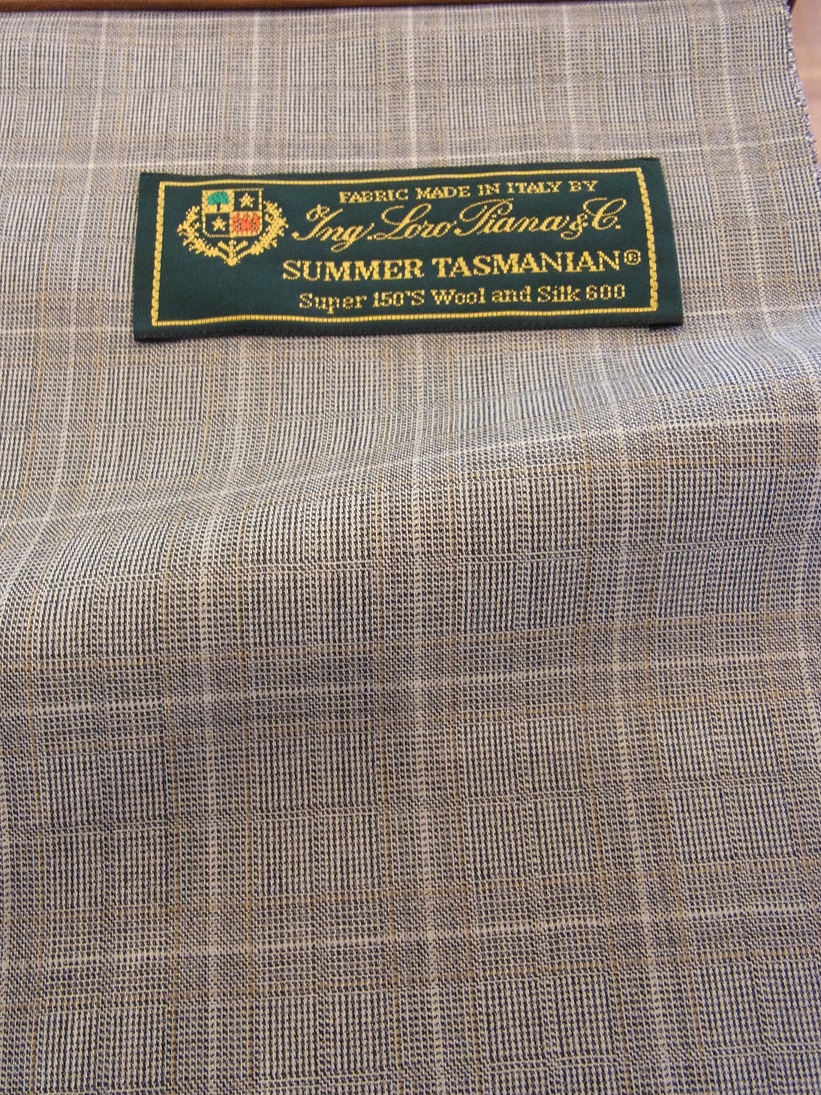 FABRIC MADE IN ITALY BY
Ing. Loro Piana & C.
SUMMER TASMANIAN®
Super 150'S Wool and Silk 600